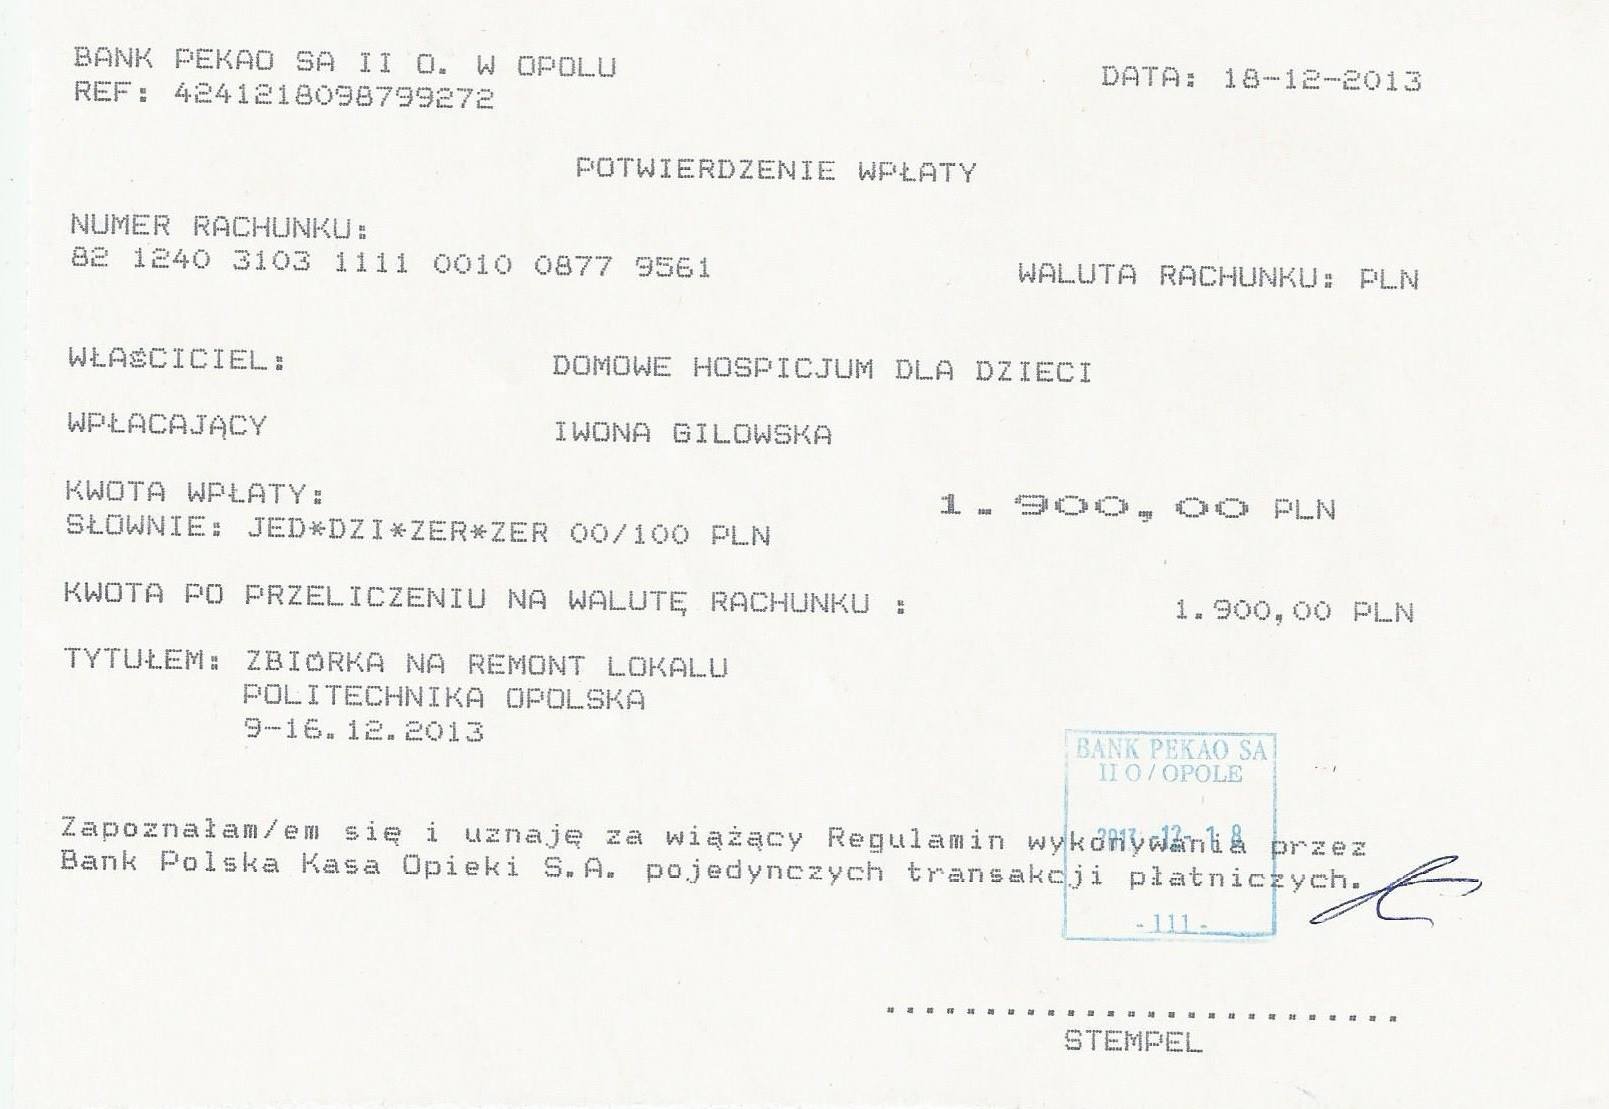 BANK PEKAO SA II O. W OPOLU
REF: 4241218098799272
DATA: 18-12-2013
POTWIERDZENIE WPŁATY
NUMER RACHUNKU:
82 1240 3103 1111 0010 0877 9561
WALUTA RACHUNKU: PLN
WŁAŚCICIEL: DOMOWE HOSPICJUM DLA DZIECI
WPŁACAJĄCY IWONA GILOWSKA
KWOTA WPŁATY: 1.900,00 PLN
SŁOWNIE: JED*DZI*ZER*ZER 00/100 PLN
KWOTA PO PRZELICZENIU NA WALUTĘ RACHUNKU : 1.900,00 PLN
TYTUŁEM: ZBIÓRKA NA REMONT LOKALU
POLITECHNIKA OPOLSKA
9-16.12.2013
BANK PEKAO SA
II O/OPOLE
2013 -12- 18
-111-
Zapoznałam/em się i uznaję za wiążący Regulamin wykonywania przez
Bank Polska Kasa Opieki S.A. pojedynczych transakcji płatniczych.
STEMPEL